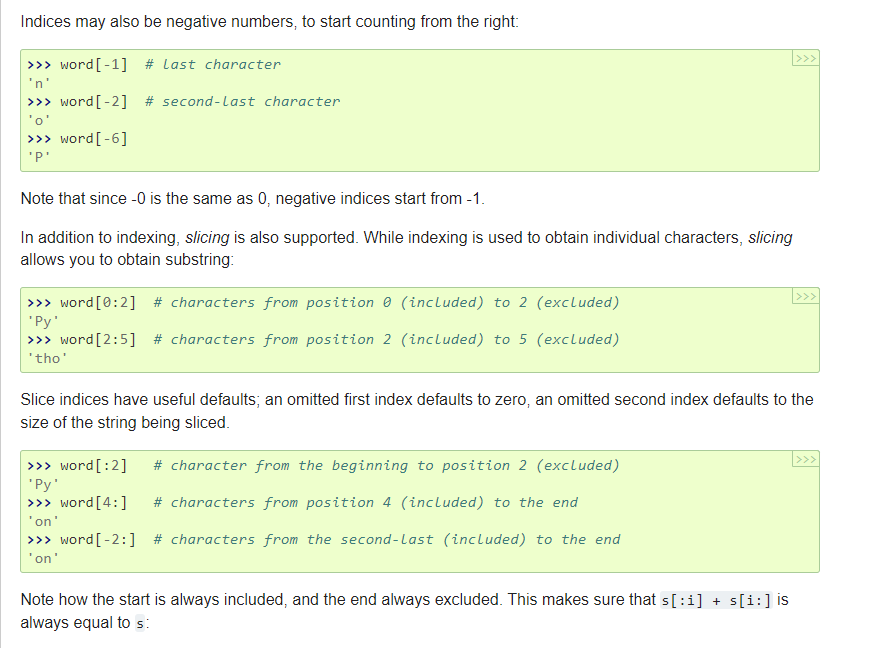 Indices may also be negative numbers, to start counting from the right:
>>> word[-1]  # last character
>>>
'n'
>>> word[-2]  # second-last character
'o'
>>> word[-6]
'P'
Note that since -0 is the same as 0, negative indices start from -1.
In addition to indexing, slicing is also supported. While indexing is used to obtain individual characters, slicing
allows you to obtain substring:
>>> word[0:2]  # characters from position 0 (included) to 2 (excluded)
>>>
'Py'
>>> word[2:5]  # characters from position 2 (included) to 5 (excluded)
'tho'
Slice indices have useful defaults; an omitted first index defaults to zero, an omitted second index defaults to the
size of the string being sliced.
>>> word[:2]   # character from the beginning to position 2 (excluded)
>>>
'Py'
>>> word[4:]   # characters from position 4 (included) to the end
'on'
>>> word[-2:]  # characters from the second-last (included) to the end
'on'
Note how the start is always included, and the end always excluded. This makes sure that s[:i] + s[i:] is
always equal to s: